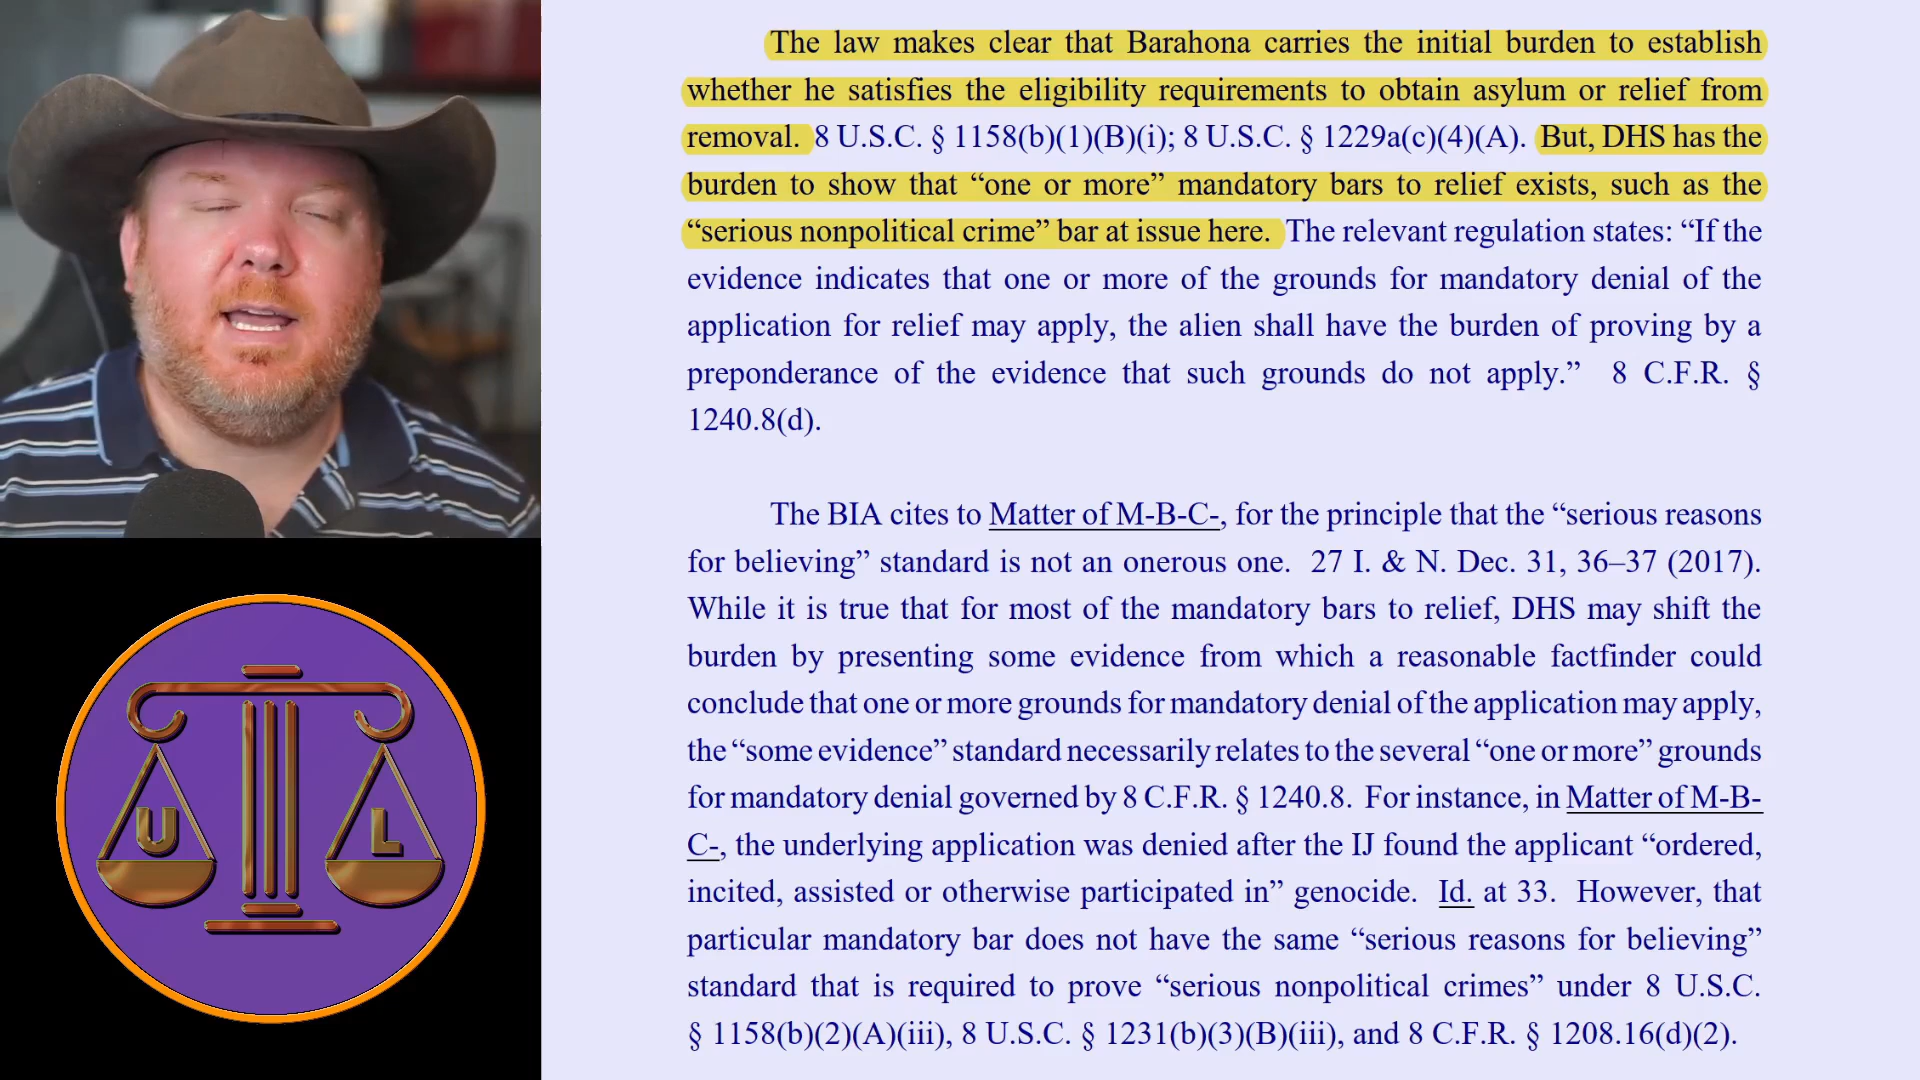 The law makes clear that Barahona carries the initial burden to establish
whether he satisfies the eligibility requirements to obtain asylum or relief from
removal. 8 U.S.C. § 1158(b)(1)(B)(i); 8 U.S.C. § 1229a(c)(4)(A). But, DHS has the
burden to show that “one or more” mandatory bars to relief exists, such as the
“serious nonpolitical crime” bar at issue here. The relevant regulation states: “If the
evidence indicates that one or more of the grounds for mandatory denial of the
application for relief may apply, the alien shall have the burden of proving by a
preponderance of the evidence that such grounds do not apply.” 8 C.F.R. §
1240.8(d).
The BIA cites to Matter of M-B-C-, for the principle that the “serious reasons
for believing” standard is not an onerous one. 27 I. & N. Dec. 31, 36–37 (2017).
While it is true that for most of the mandatory bars to relief, DHS may shift the
burden by presenting some evidence from which a reasonable factfinder could
conclude that one or more grounds for mandatory denial of the application may apply,
the “some evidence” standard necessarily relates to the several “one or more” grounds
for mandatory denial governed by 8 C.F.R. § 1240.8. For instance, in Matter of M-B-
C-, the underlying application was denied after the IJ found the applicant “ordered,
incited, assisted or otherwise participated in” genocide. Id. at 33. However, that
particular mandatory bar does not have the same “serious reasons for believing”
standard that is required to prove “serious nonpolitical crimes” under 8 U.S.C.
§ 1158(b)(2)(A)(iii), 8 U.S.C. § 1231(b)(3)(B)(iii), and 8 C.F.R. § 1208.16(d)(2).
U L